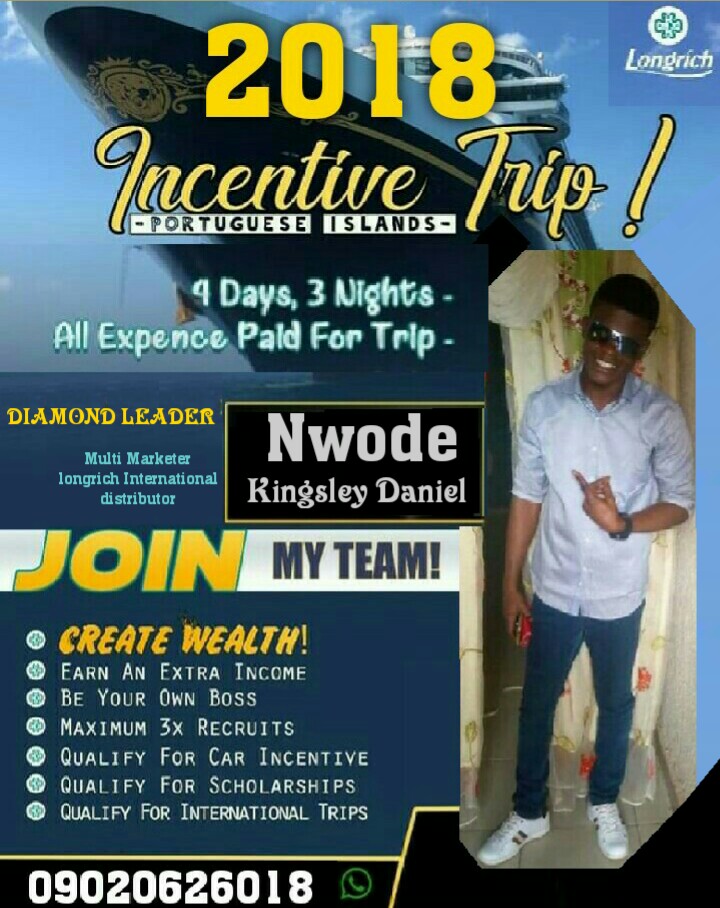 2018
Longrich
Incentive Trip !
-PORTUGUESE ISLANDS-
4 Days, 3 Nights -
All Expence Paid For Trip -
DIAMOND LEADER
Multi Marketer
longrich International
distributor
Nwode
Kingsley Daniel
JOIN MY TEAM!
CREATE WEALTH!
EARN AN EXTRA INCOME
BE YOUR OWN BOSS
MAXIMUM 3X RECRUITS
QUALIFY FOR CAR INCENTIVE
QUALIFY FOR SCHOLARSHIPS
QUALIFY FOR INTERNATIONAL TRIPS
09020626018